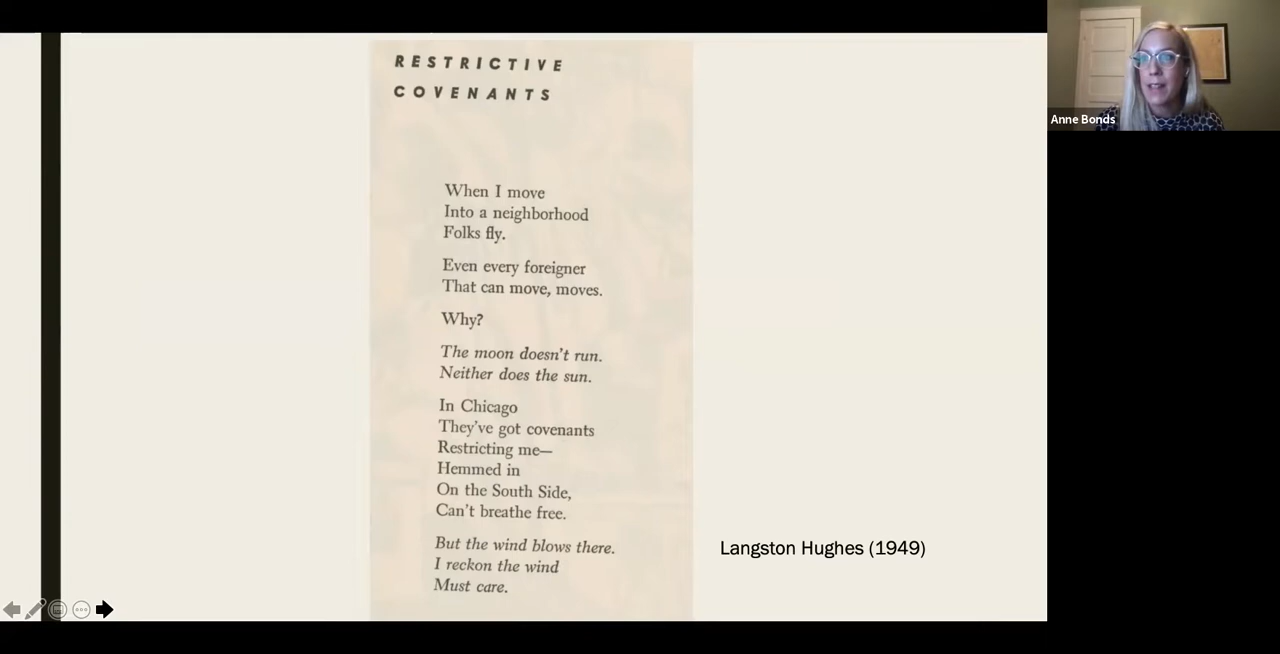 RESTRICTIVE
COVENANTS
When I move
Into a neighborhood
Folks fly.
Even every foreigner
That can move, moves.
Why?
The moon doesn't run.
Neither does the sun.
In Chicago
They've got covenants
Restricting me—
Hemmed in
On the South Side,
Can't breathe free.
But the wind blows there.
I reckon the wind
Must care.
Langston Hughes (1949)
Anne Bonds